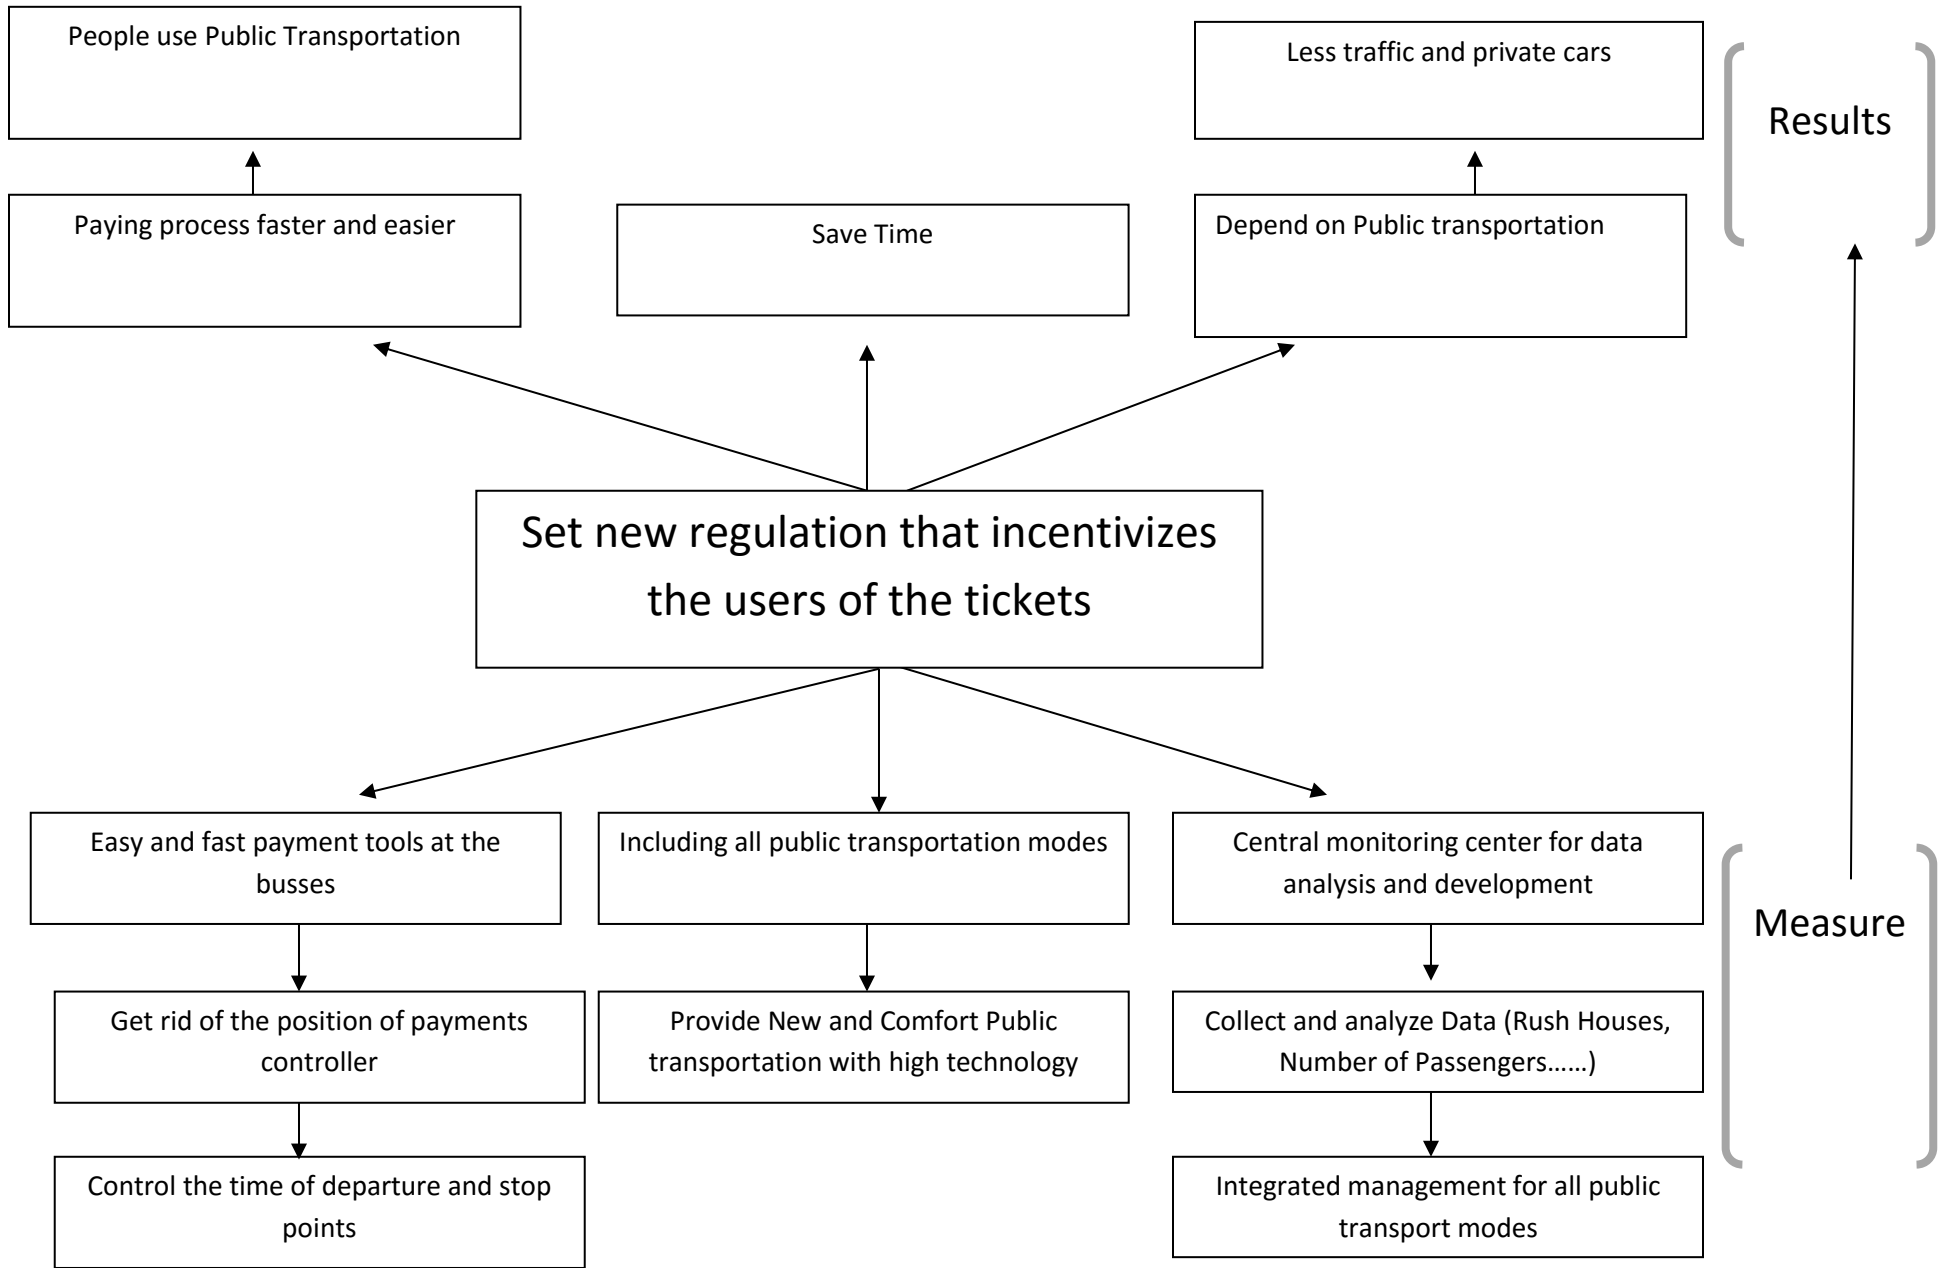 People use Public Transportation
Less traffic and private cars
Results
Paying process faster and easier
Save Time
Depend on Public transportation
Set new regulation that incentivizes
the users of the tickets
Easy and fast payment tools at the
busses
Including all public transportation modes
Central monitoring center for data
analysis and development
Measure
Get rid of the position of payments
controller
Provide New and Comfort Public
transportation with high technology
Collect and analyze Data (Rush Houses,
Number of Passengers......)
Control the time of departure and stop
points
Integrated management for all public
transport modes